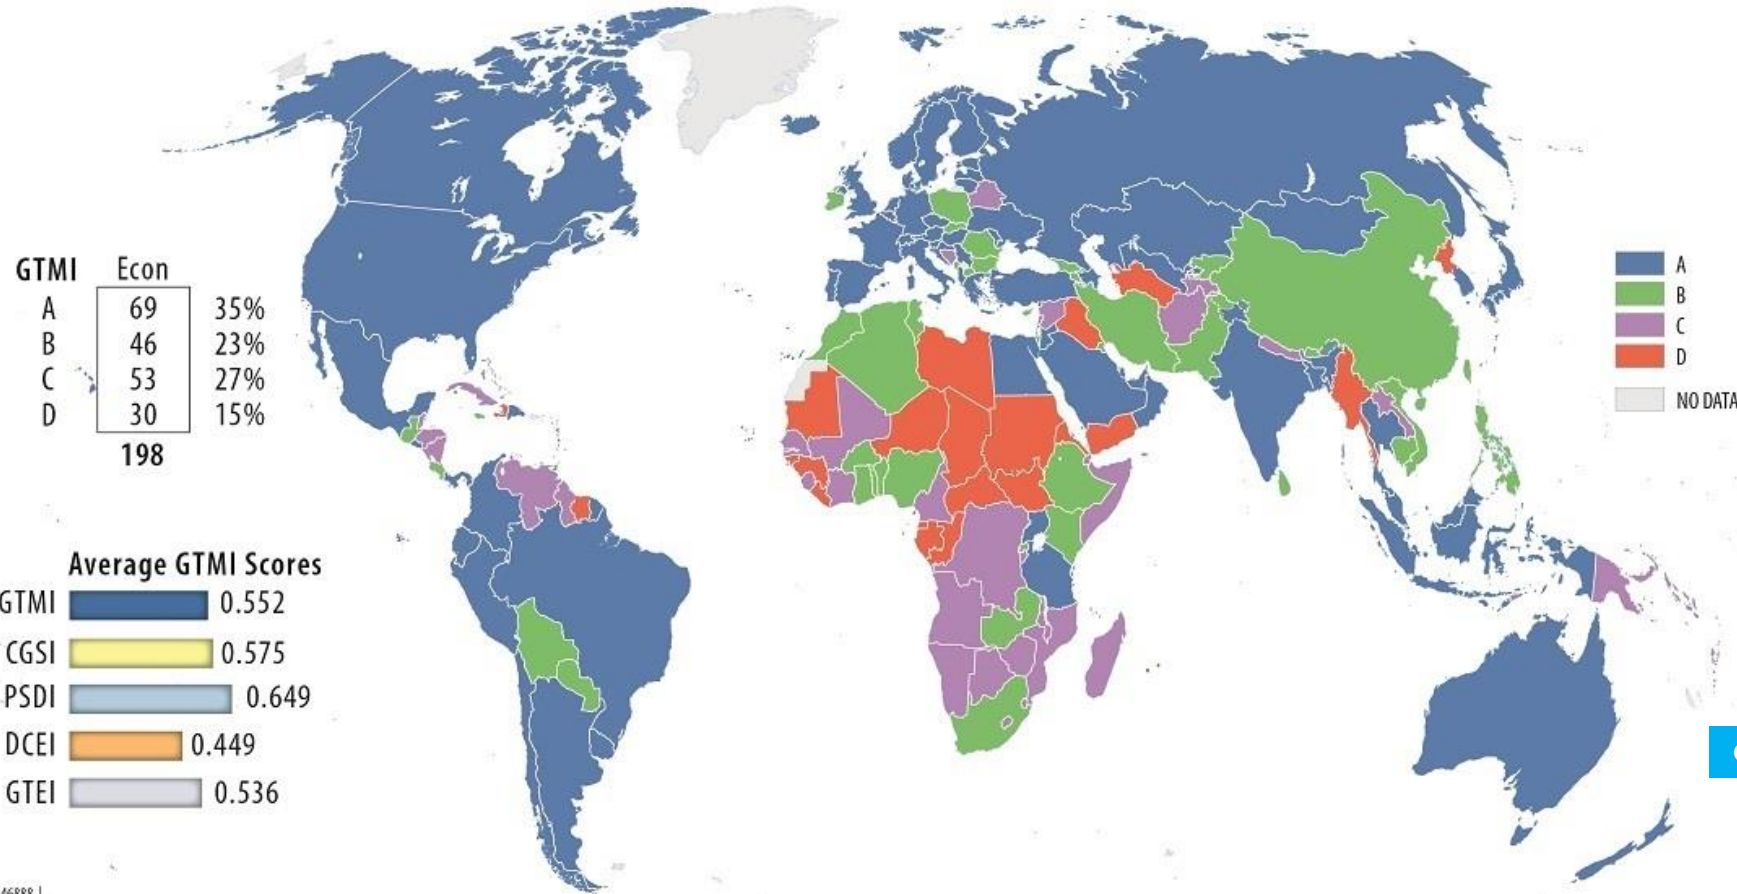 GTMI Econ
A 69 35%
B 46 23%
C 53 27%
D 30 15%
198
Average GTMI Scores
GTMI 0.552
CGSI 0.575
PSDI 0.649
DCEI 0.449
GTEI 0.536
A
B
C
D
NO DATA